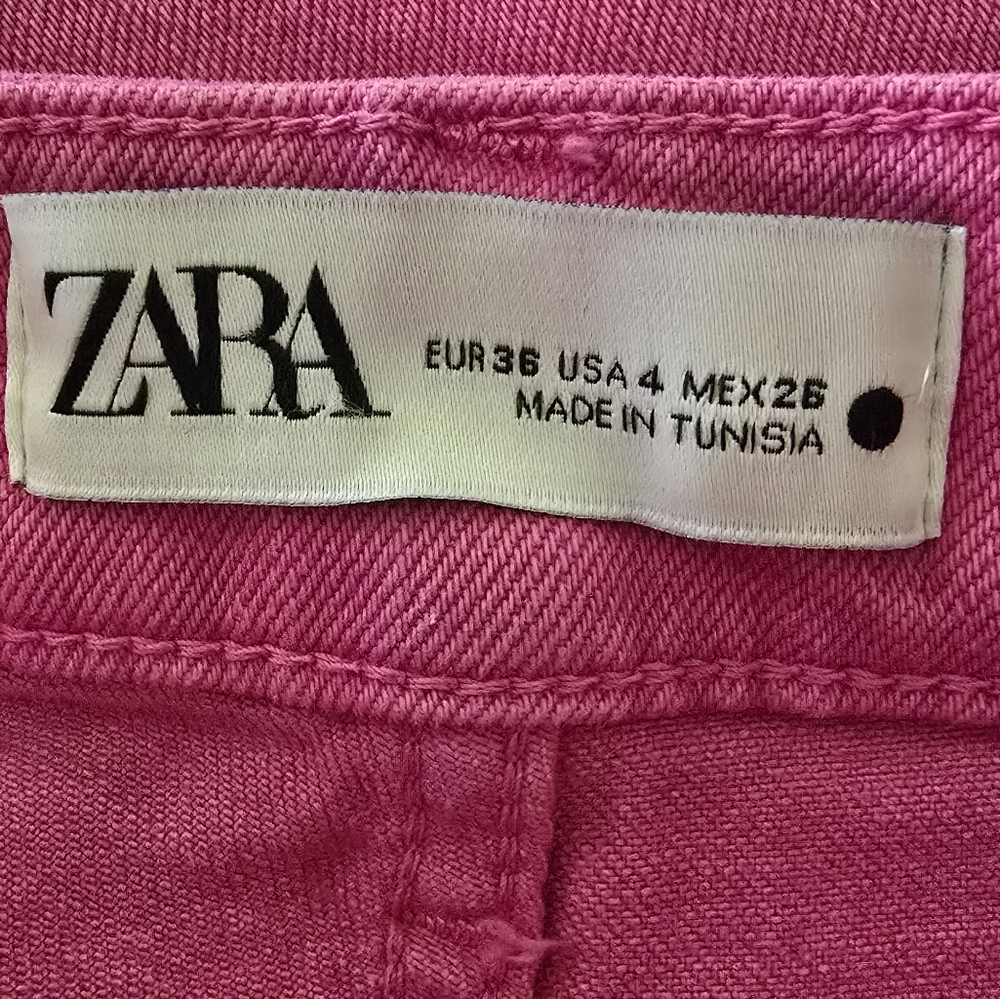 ZARA
EUR 36 USA 4 MEX 26
MADE IN TUNISIA